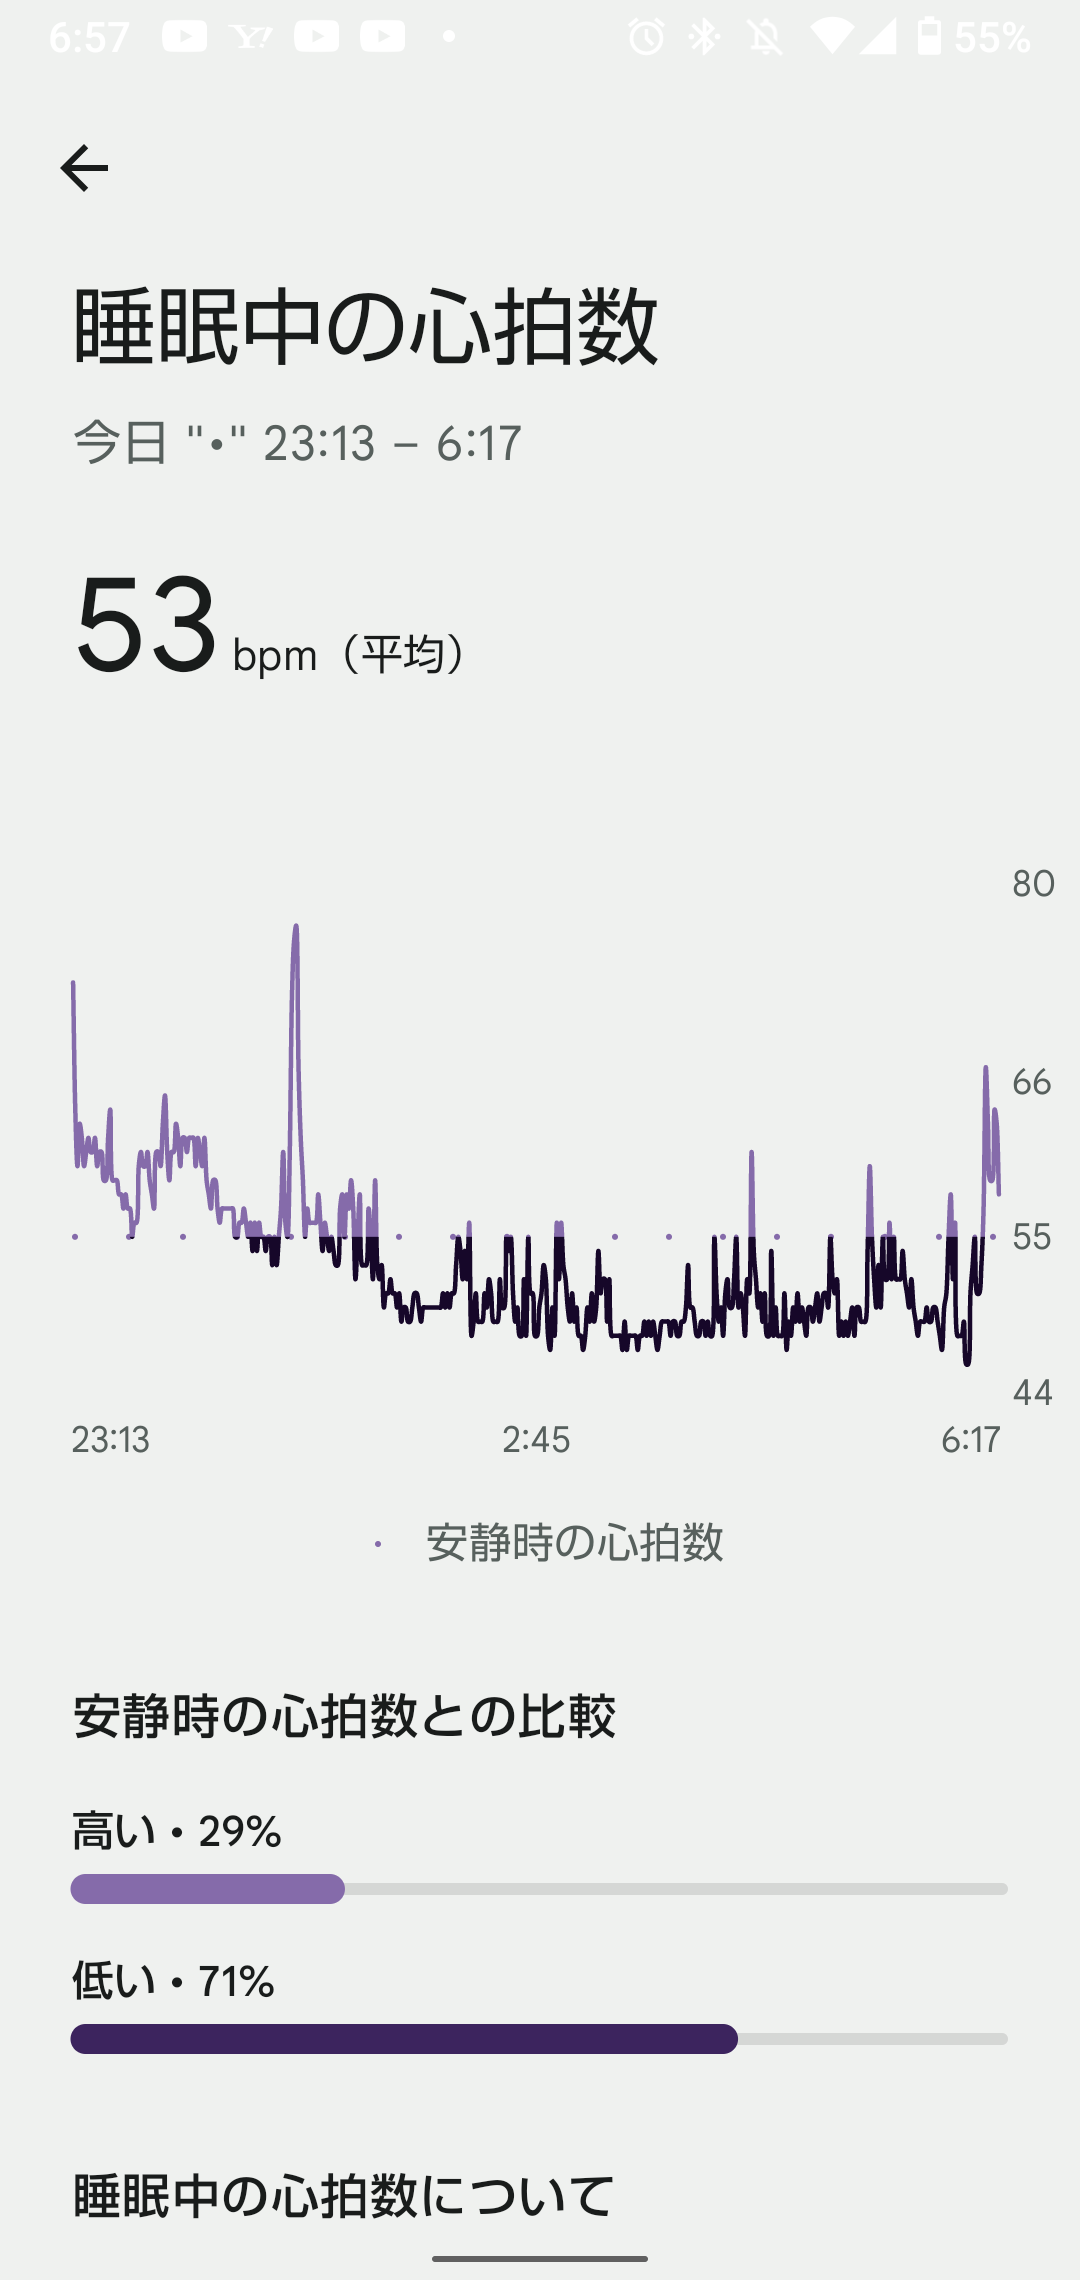 6:57 Y! 55%
睡眠中の心拍数
今日 "•" 23:13 – 6:17
53 bpm（平均）
80
66
55
44
23:13 2:45 6:17
安静時の心拍数
安静時の心拍数との比較
高い・29%
低い・71%
睡眠中の心拍数について